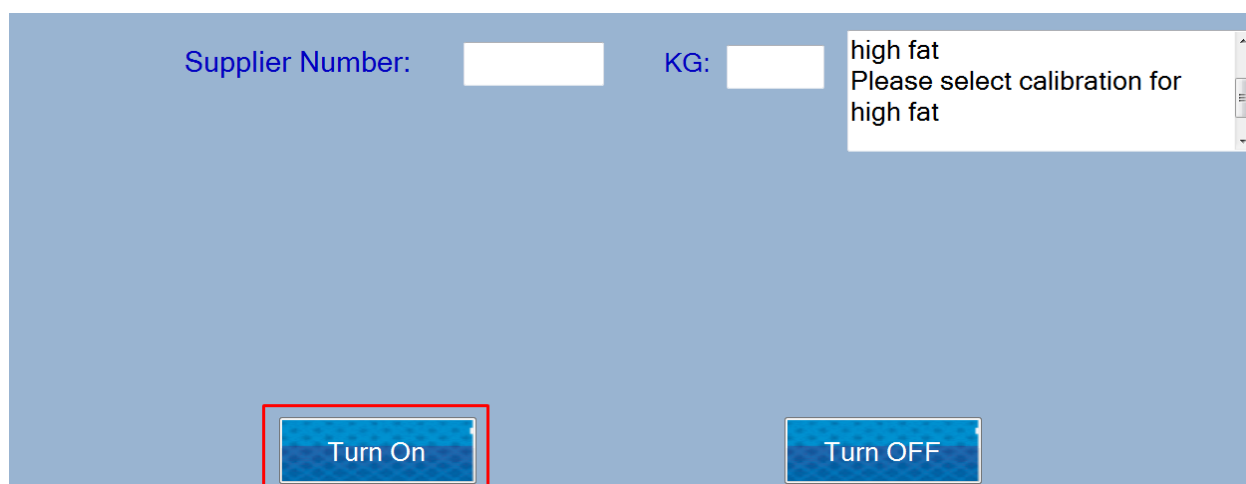 Supplier Number:
KG:
high fat
Please select calibration for
high fat
Turn On
Turn OFF